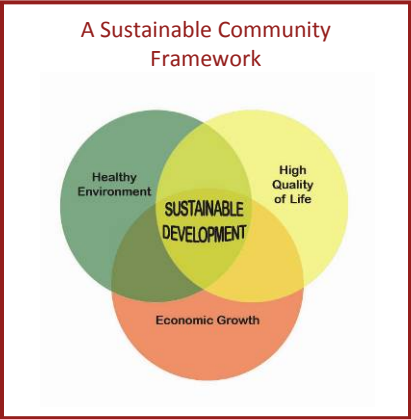 A Sustainable Community
Framework
Healthy
Environment
High
Quality
of Life
SUSTAINABLE
DEVELOPMENT
Economic Growth